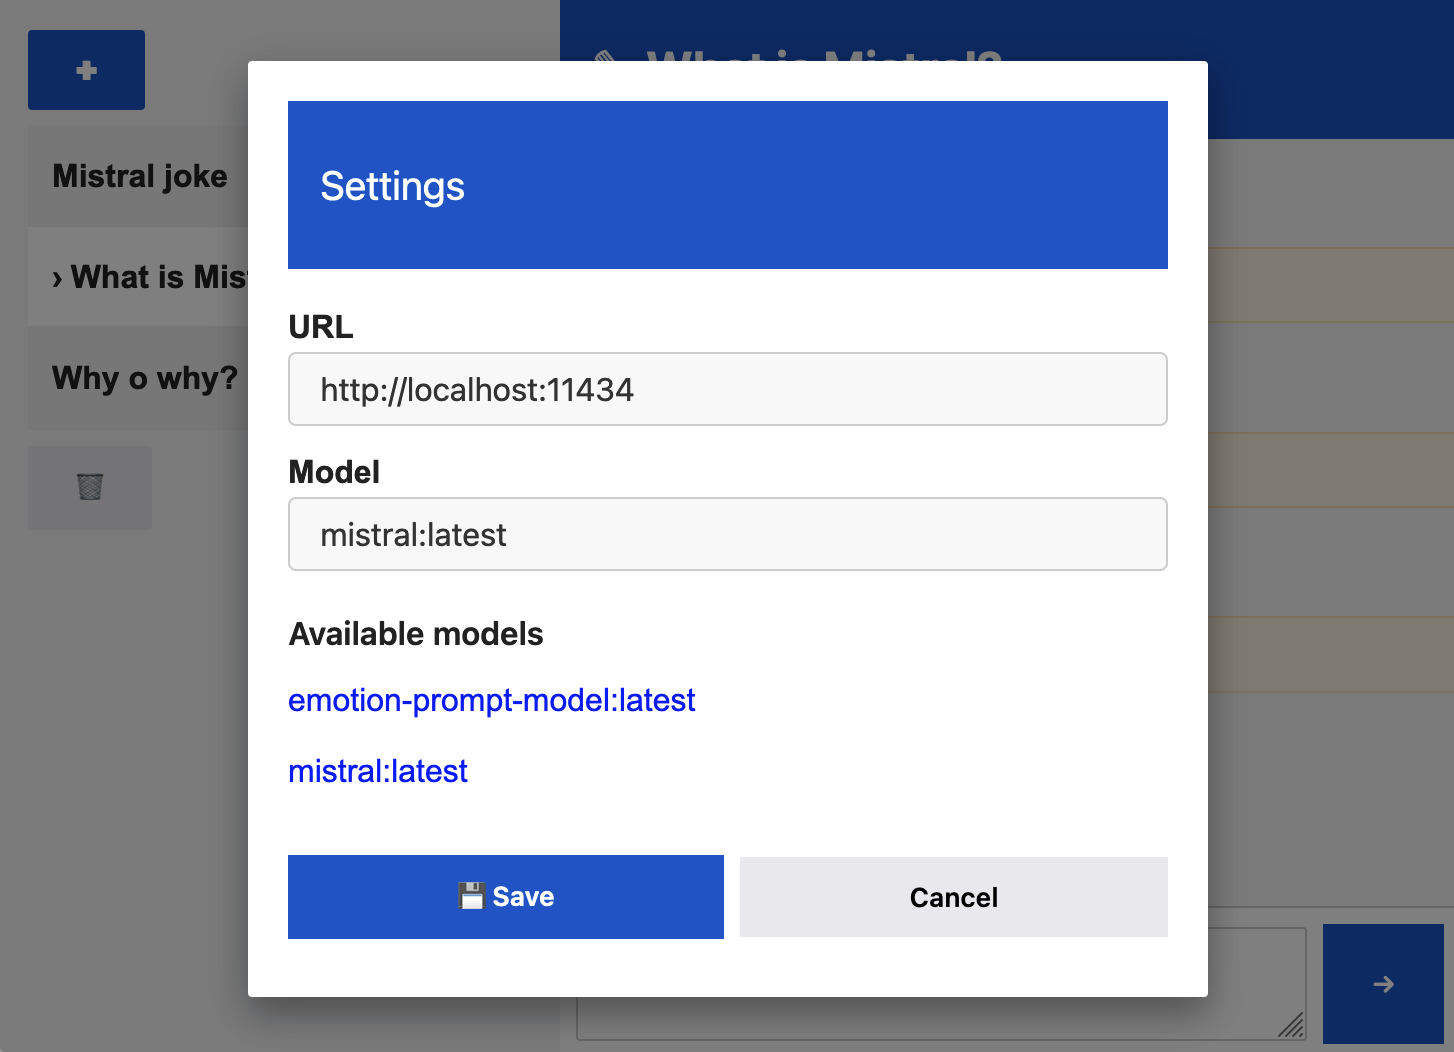 What is Mistral?
Mistral joke
› What is Mis
Why o why?
Settings
URL
http://localhost:11434
Model
mistral:latest
Available models
emotion-prompt-model:latest
mistral:latest
Save
Cancel